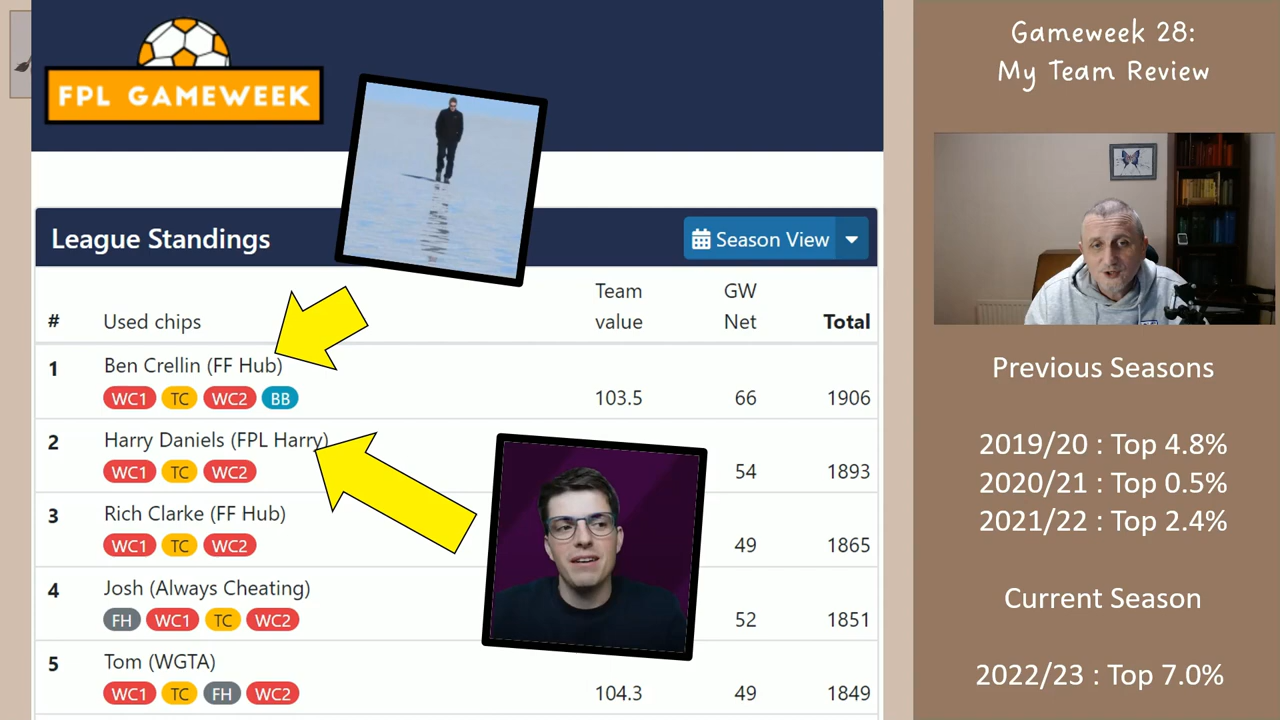 FPL GAMEWEEK
League Standings
Season View
# Used chips Team value GW Net Total
1 Ben Crellin (FF Hub)
WC1 TC WC2 BB 103.5 66 1906
2 Harry Daniels (FPL Harry)
WC1 TC WC2 54 1893
3 Rich Clarke (FF Hub)
WC1 TC WC2 49 1865
4 Josh (Always Cheating)
FH WC1 TC WC2 52 1851
5 Tom (WGTA)
WC1 TC FH WC2 104.3 49 1849
Gameweek 28:
My Team Review
Previous Seasons
2019/20 : Top 4.8%
2020/21 : Top 0.5%
2021/22 : Top 2.4%
Current Season
2022/23 : Top 7.0%